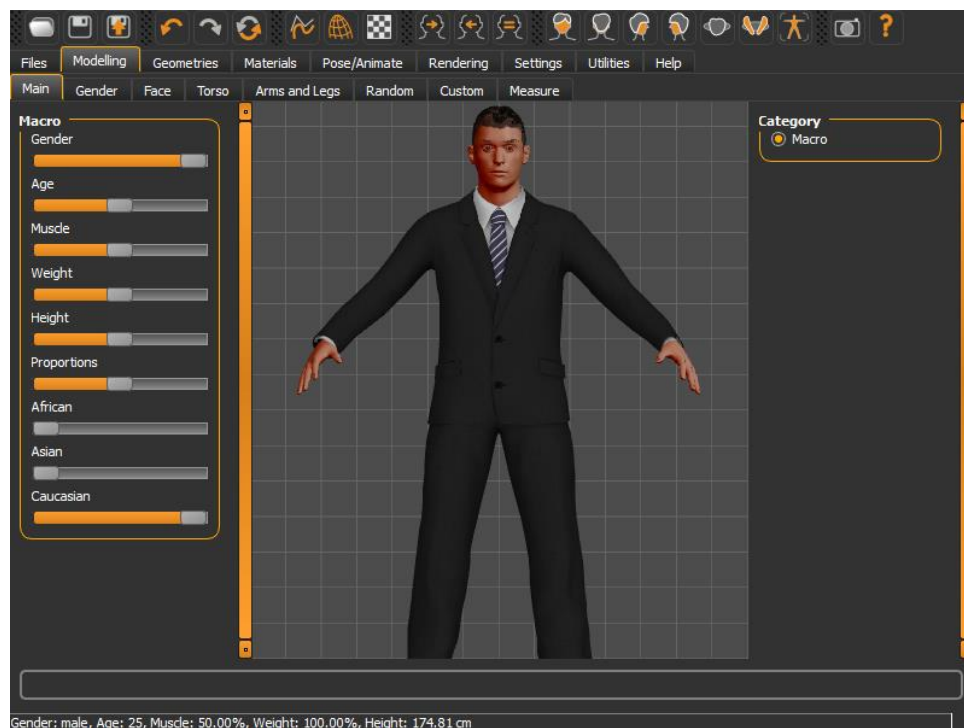 Files Modelling Geometries Materials Pose/Animate Rendering Settings Utilities Help
Main Gender Face Torso Arms and Legs Random Custom Measure
Macro
Gender
Age
Muscle
Weight
Height
Proportions
African
Asian
Caucasian
Category
Macro
Gender: male, Age: 25, Muscle: 50.00%, Weight: 100.00%, Height: 174.81 cm